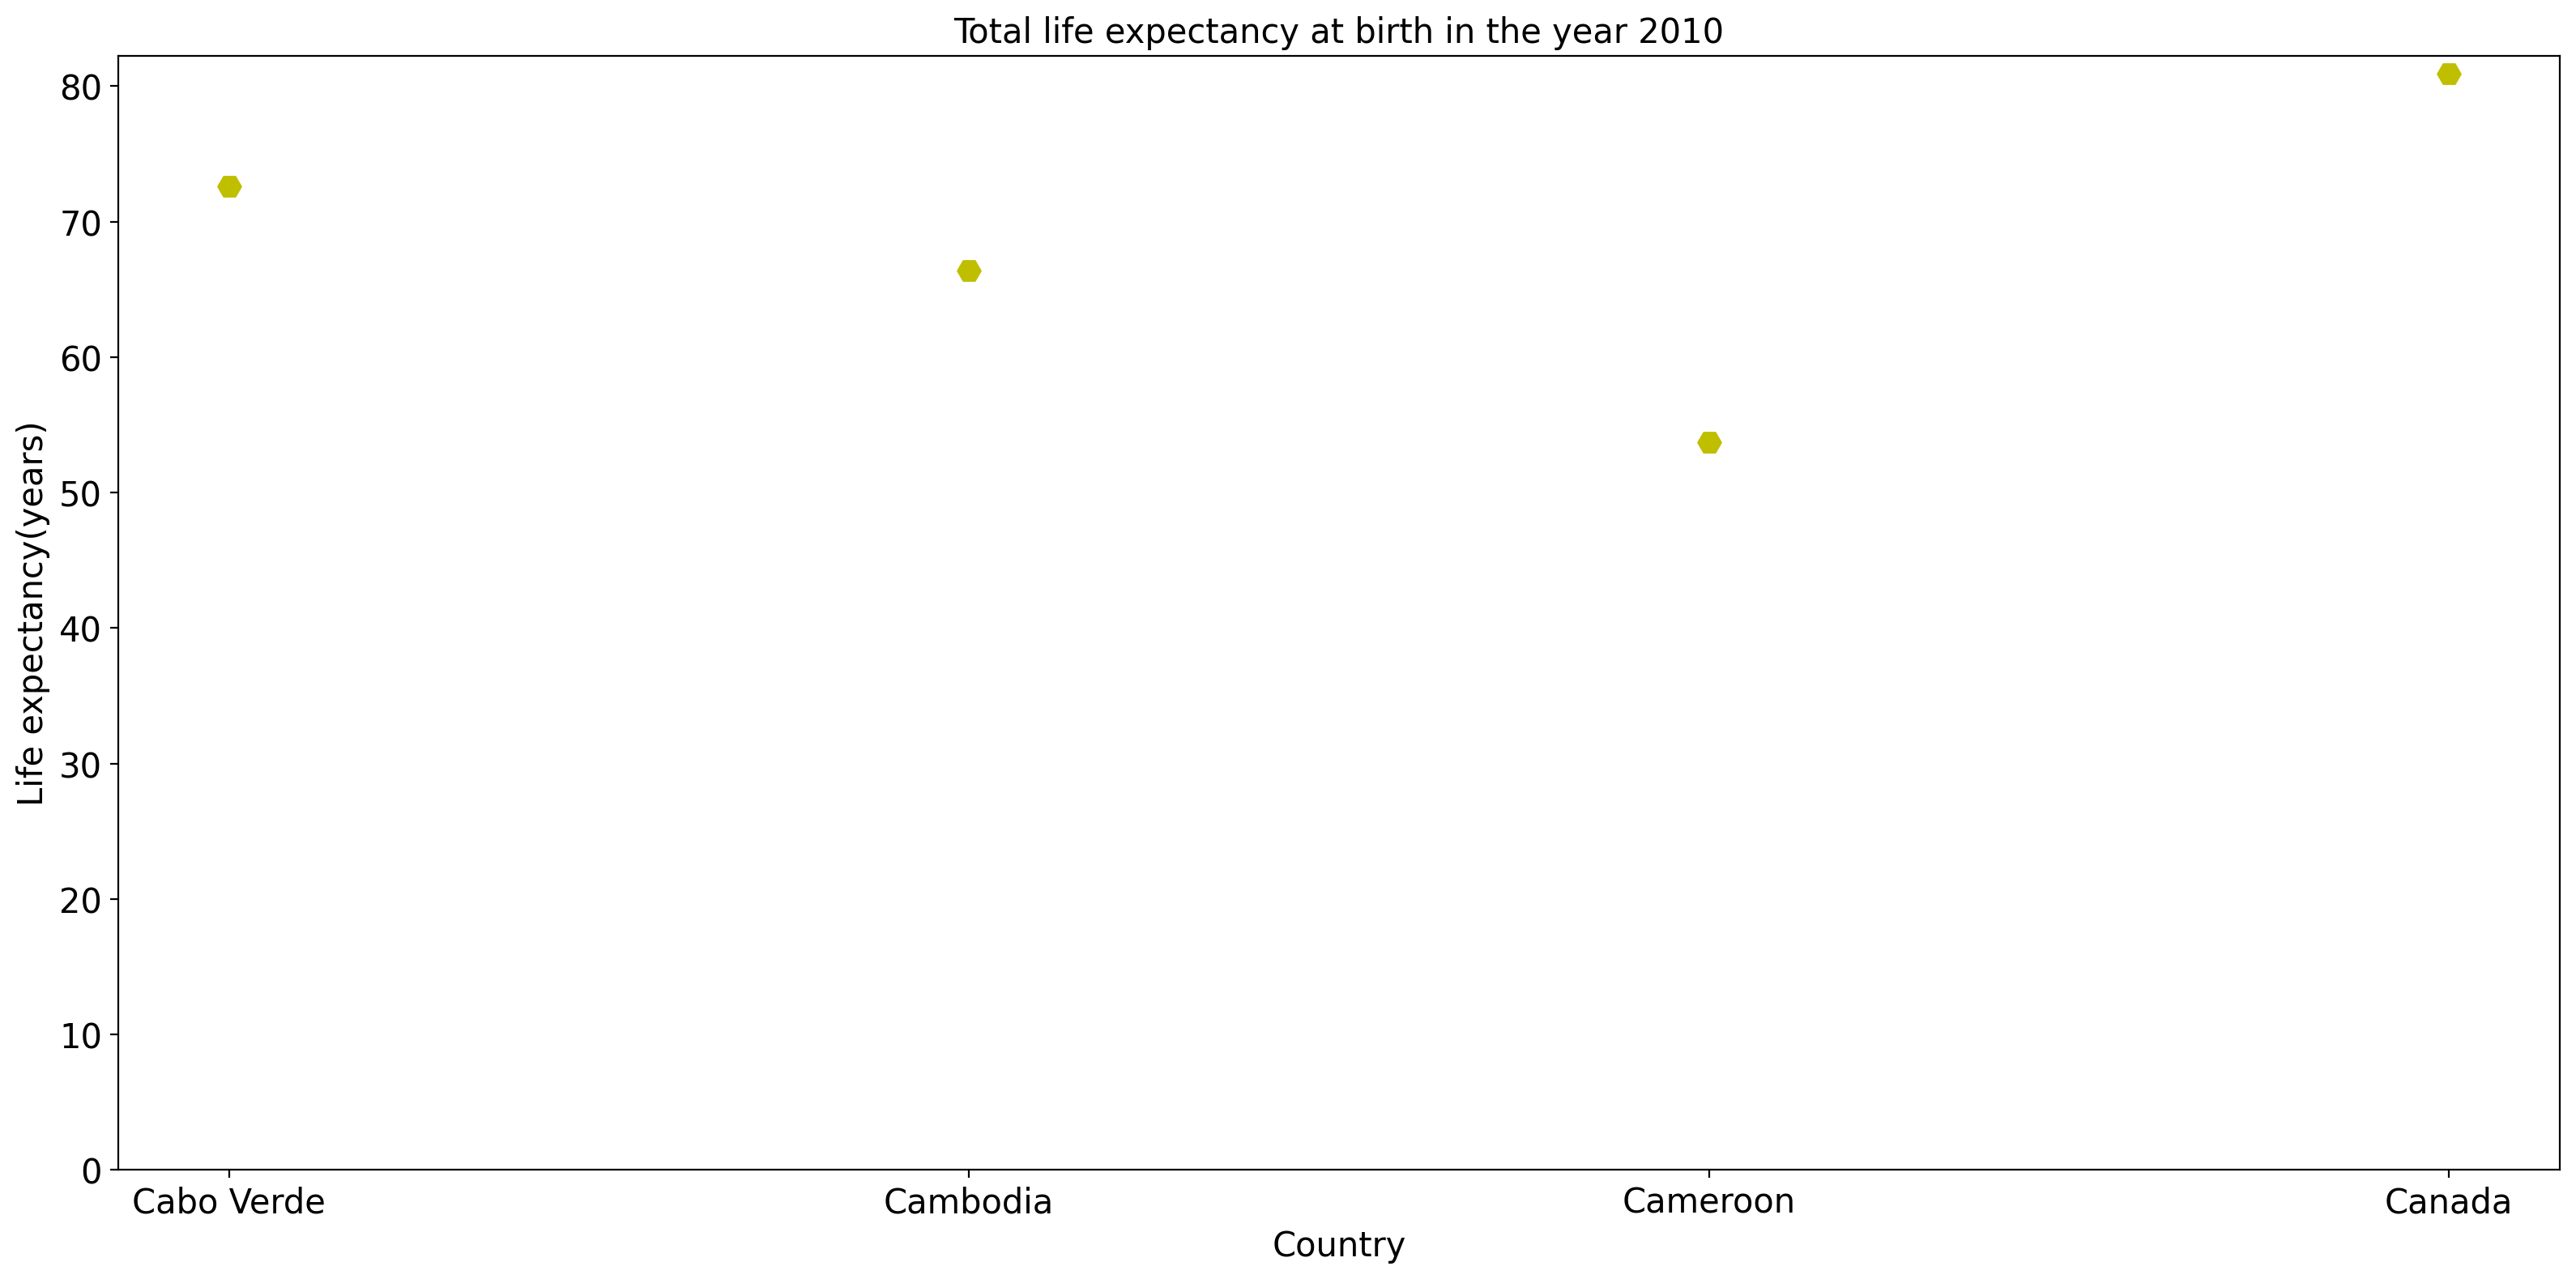 Total life expectancy at birth in the year 2010
Life expectancy(years)
80
70
60
50
40
30
20
10
0
Cabo Verde Cambodia Cameroon Canada
Country